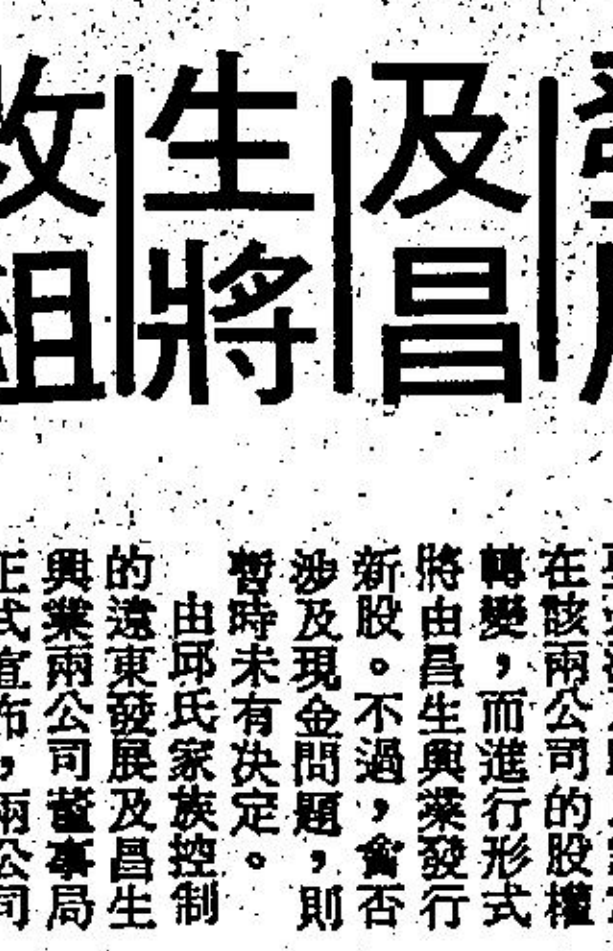 及昌
生將
改組
在該兩公司的股權
轉變，而進行形式
將由昌生興業發行
新股。不過，會否
涉及現金問題，則
暫時未有決定。
由邱氏家族控制
的遠東發展及昌生
興業兩公司董事局
正式宣布，兩公司